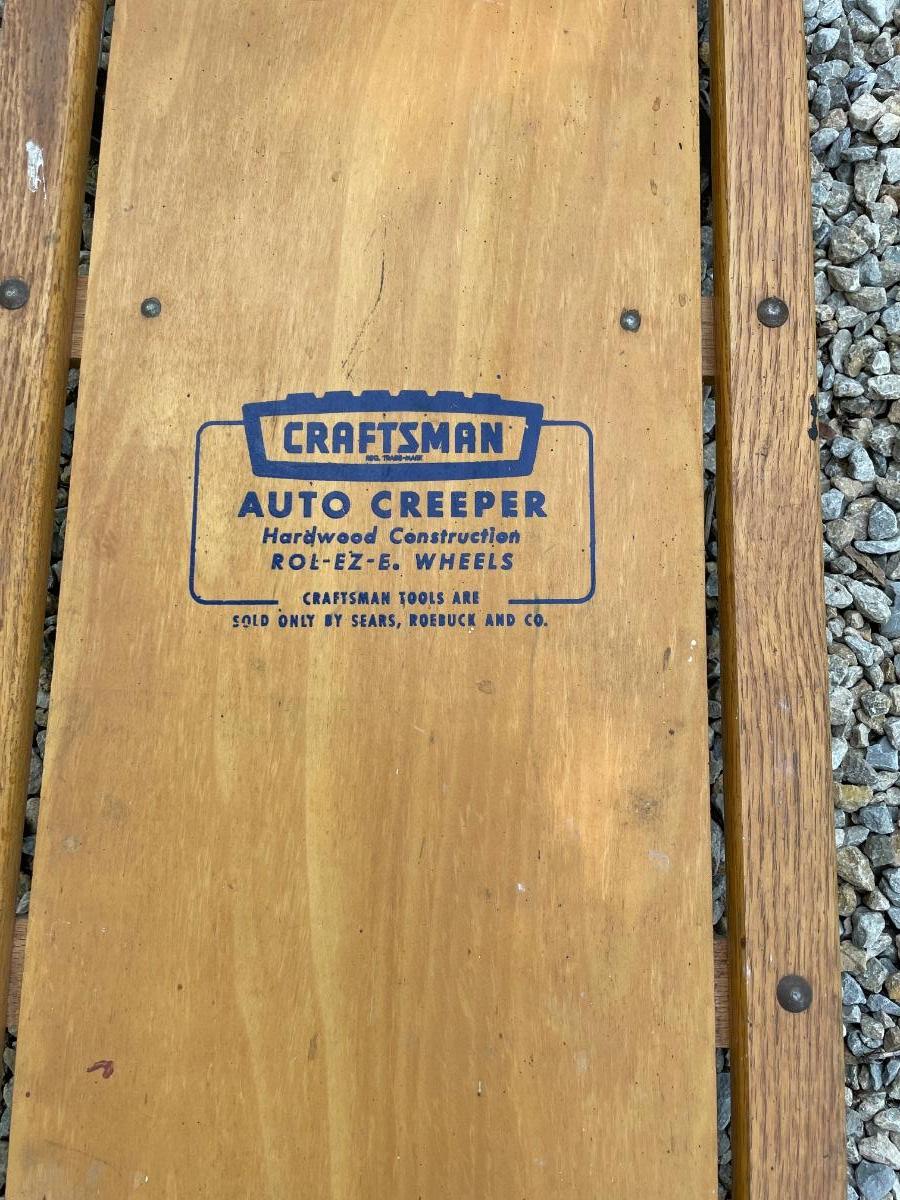 CRAFTSMAN
REG. TRADE-MARK
AUTO CREEPER
Hardwood Construction
ROL-EZ-E. WHEELS
CRAFTSMAN TOOLS ARE
SOLD ONLY BY SEARS, ROEBUCK AND CO.